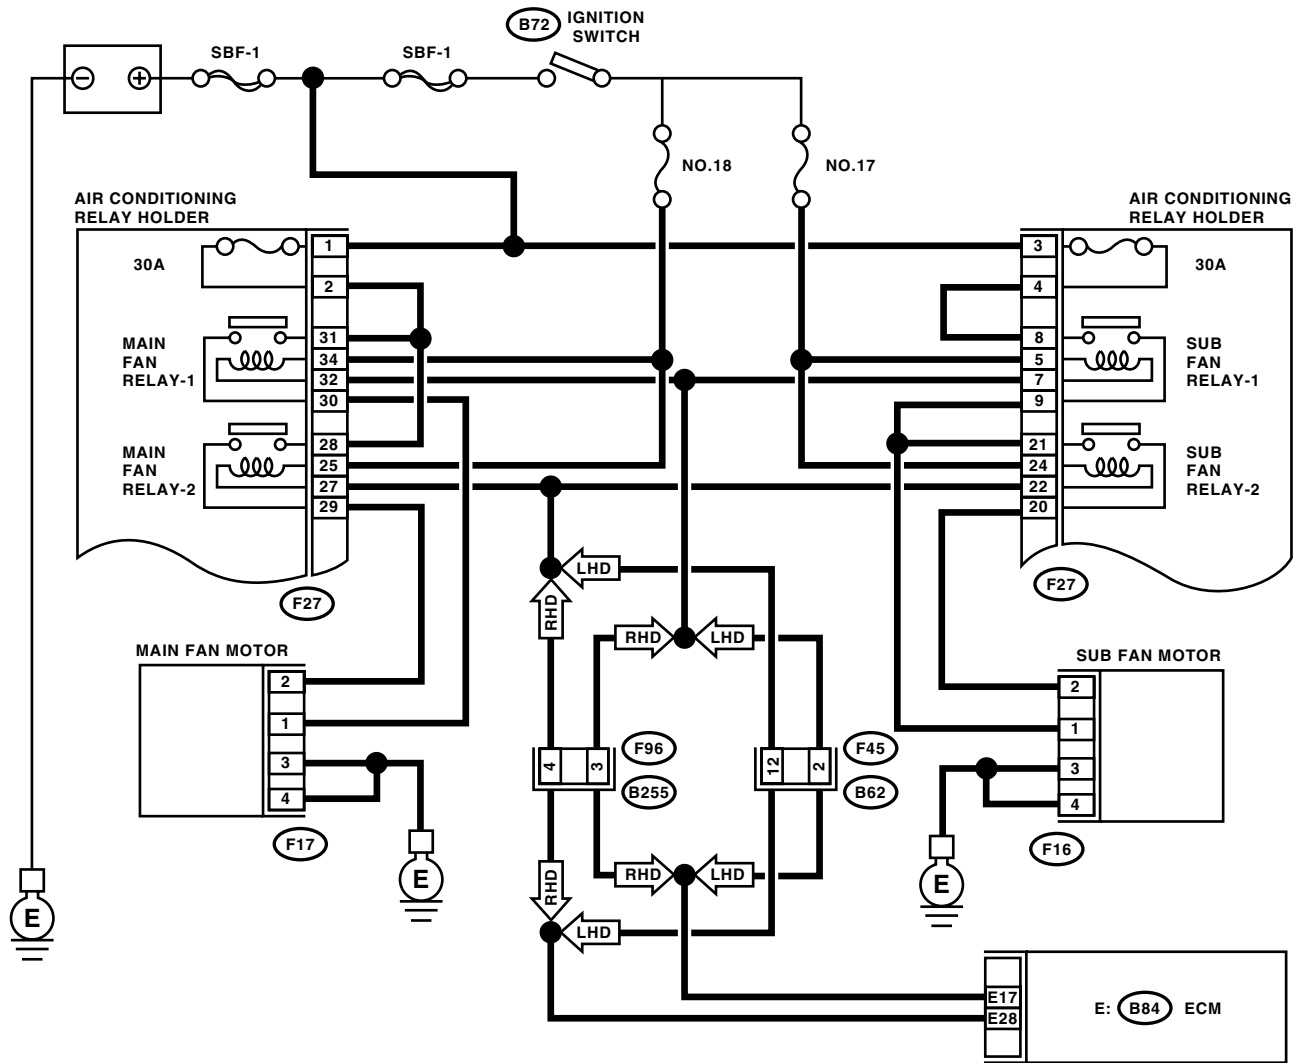 B72
IGNITION
SWITCH
SBF-1
SBF-1
NO.18
NO.17
AIR CONDITIONING
RELAY HOLDER
30A
1
2
MAIN
FAN
RELAY-1
31
34
32
30
MAIN
FAN
RELAY-2
28
25
27
29
F27
AIR CONDITIONING
RELAY HOLDER
3
30A
4
8
5
7
9
SUB
FAN
RELAY-1
21
24
22
20
SUB
FAN
RELAY-2
F27
LHD
RHD
RHD
LHD
MAIN FAN MOTOR
2
1
3
4
F17
E
E
4
3
F96
B255
12
2
F45
B62
SUB FAN MOTOR
2
1
3
4
F16
E
RHD
RHD
LHD
LHD
E17
E28
E: B84 ECM